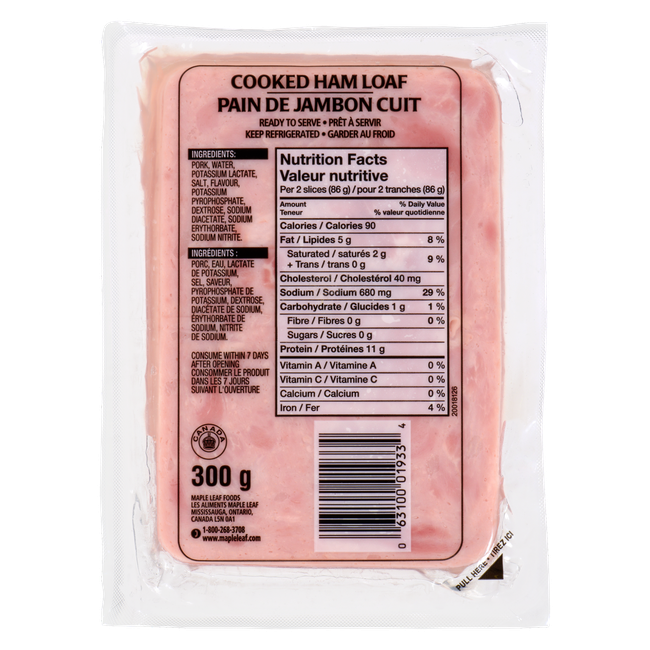 COOKED HAM LOAF
PAIN DE JAMBON CUIT
READY TO SERVE • PRÊT À SERVIR
KEEP REFRIGERATED • GARDER AU FROID
INGREDIENTS:
PORK, WATER,
POTASSIUM LACTATE,
SALT, FLAVOUR,
POTASSIUM
PYROPHOSPHATE,
DEXTROSE, SODIUM
DIACETATE, SODIUM
ERYTHORBATE,
SODIUM NITRITE.
INGRÉDIENTS :
PORC, EAU, LACTATE
DE POTASSIUM,
SEL, SAVEUR,
PYROPHOSPHATE DE
POTASSIUM, DEXTROSE,
DIACÉTATE DE SODIUM,
ÉRYTHORBATE DE
SODIUM, NITRITE
DE SODIUM.
CONSUME WITHIN 7 DAYS
AFTER OPENING
CONSOMMER LE PRODUIT
DANS LES 7 JOURS
SUIVANT L'OUVERTURE
Nutrition Facts
Valeur nutritive
Per 2 slices (86 g) / pour 2 tranches (86 g)
Amount % Daily Value
Teneur % valeur quotidienne
Calories / Calories 90
Fat / Lipides 5 g 8 %
Saturated / saturés 2 g
+ Trans / trans 0 g 9 %
Cholesterol / Cholestérol 40 mg
Sodium / Sodium 680 mg 29 %
Carbohydrate / Glucides 1 g 1 %
Fibre / Fibres 0 g 0 %
Sugars / Sucres 0 g
Protein / Protéines 11 g
Vitamin A / Vitamine A 0 %
Vitamin C / Vitamine C 0 %
Calcium / Calcium 0 %
Iron / Fer 4 %
20018126
CANADA
300 g
MAPLE LEAF FOODS
LES ALIMENTS MAPLE LEAF
MISSISSAUGA, ONTARIO,
CANADA L5N 0A1
1-800-268-3708
www.mapleleaf.com
0 63100 01933 4
PULL HERE • TIREZ ICI